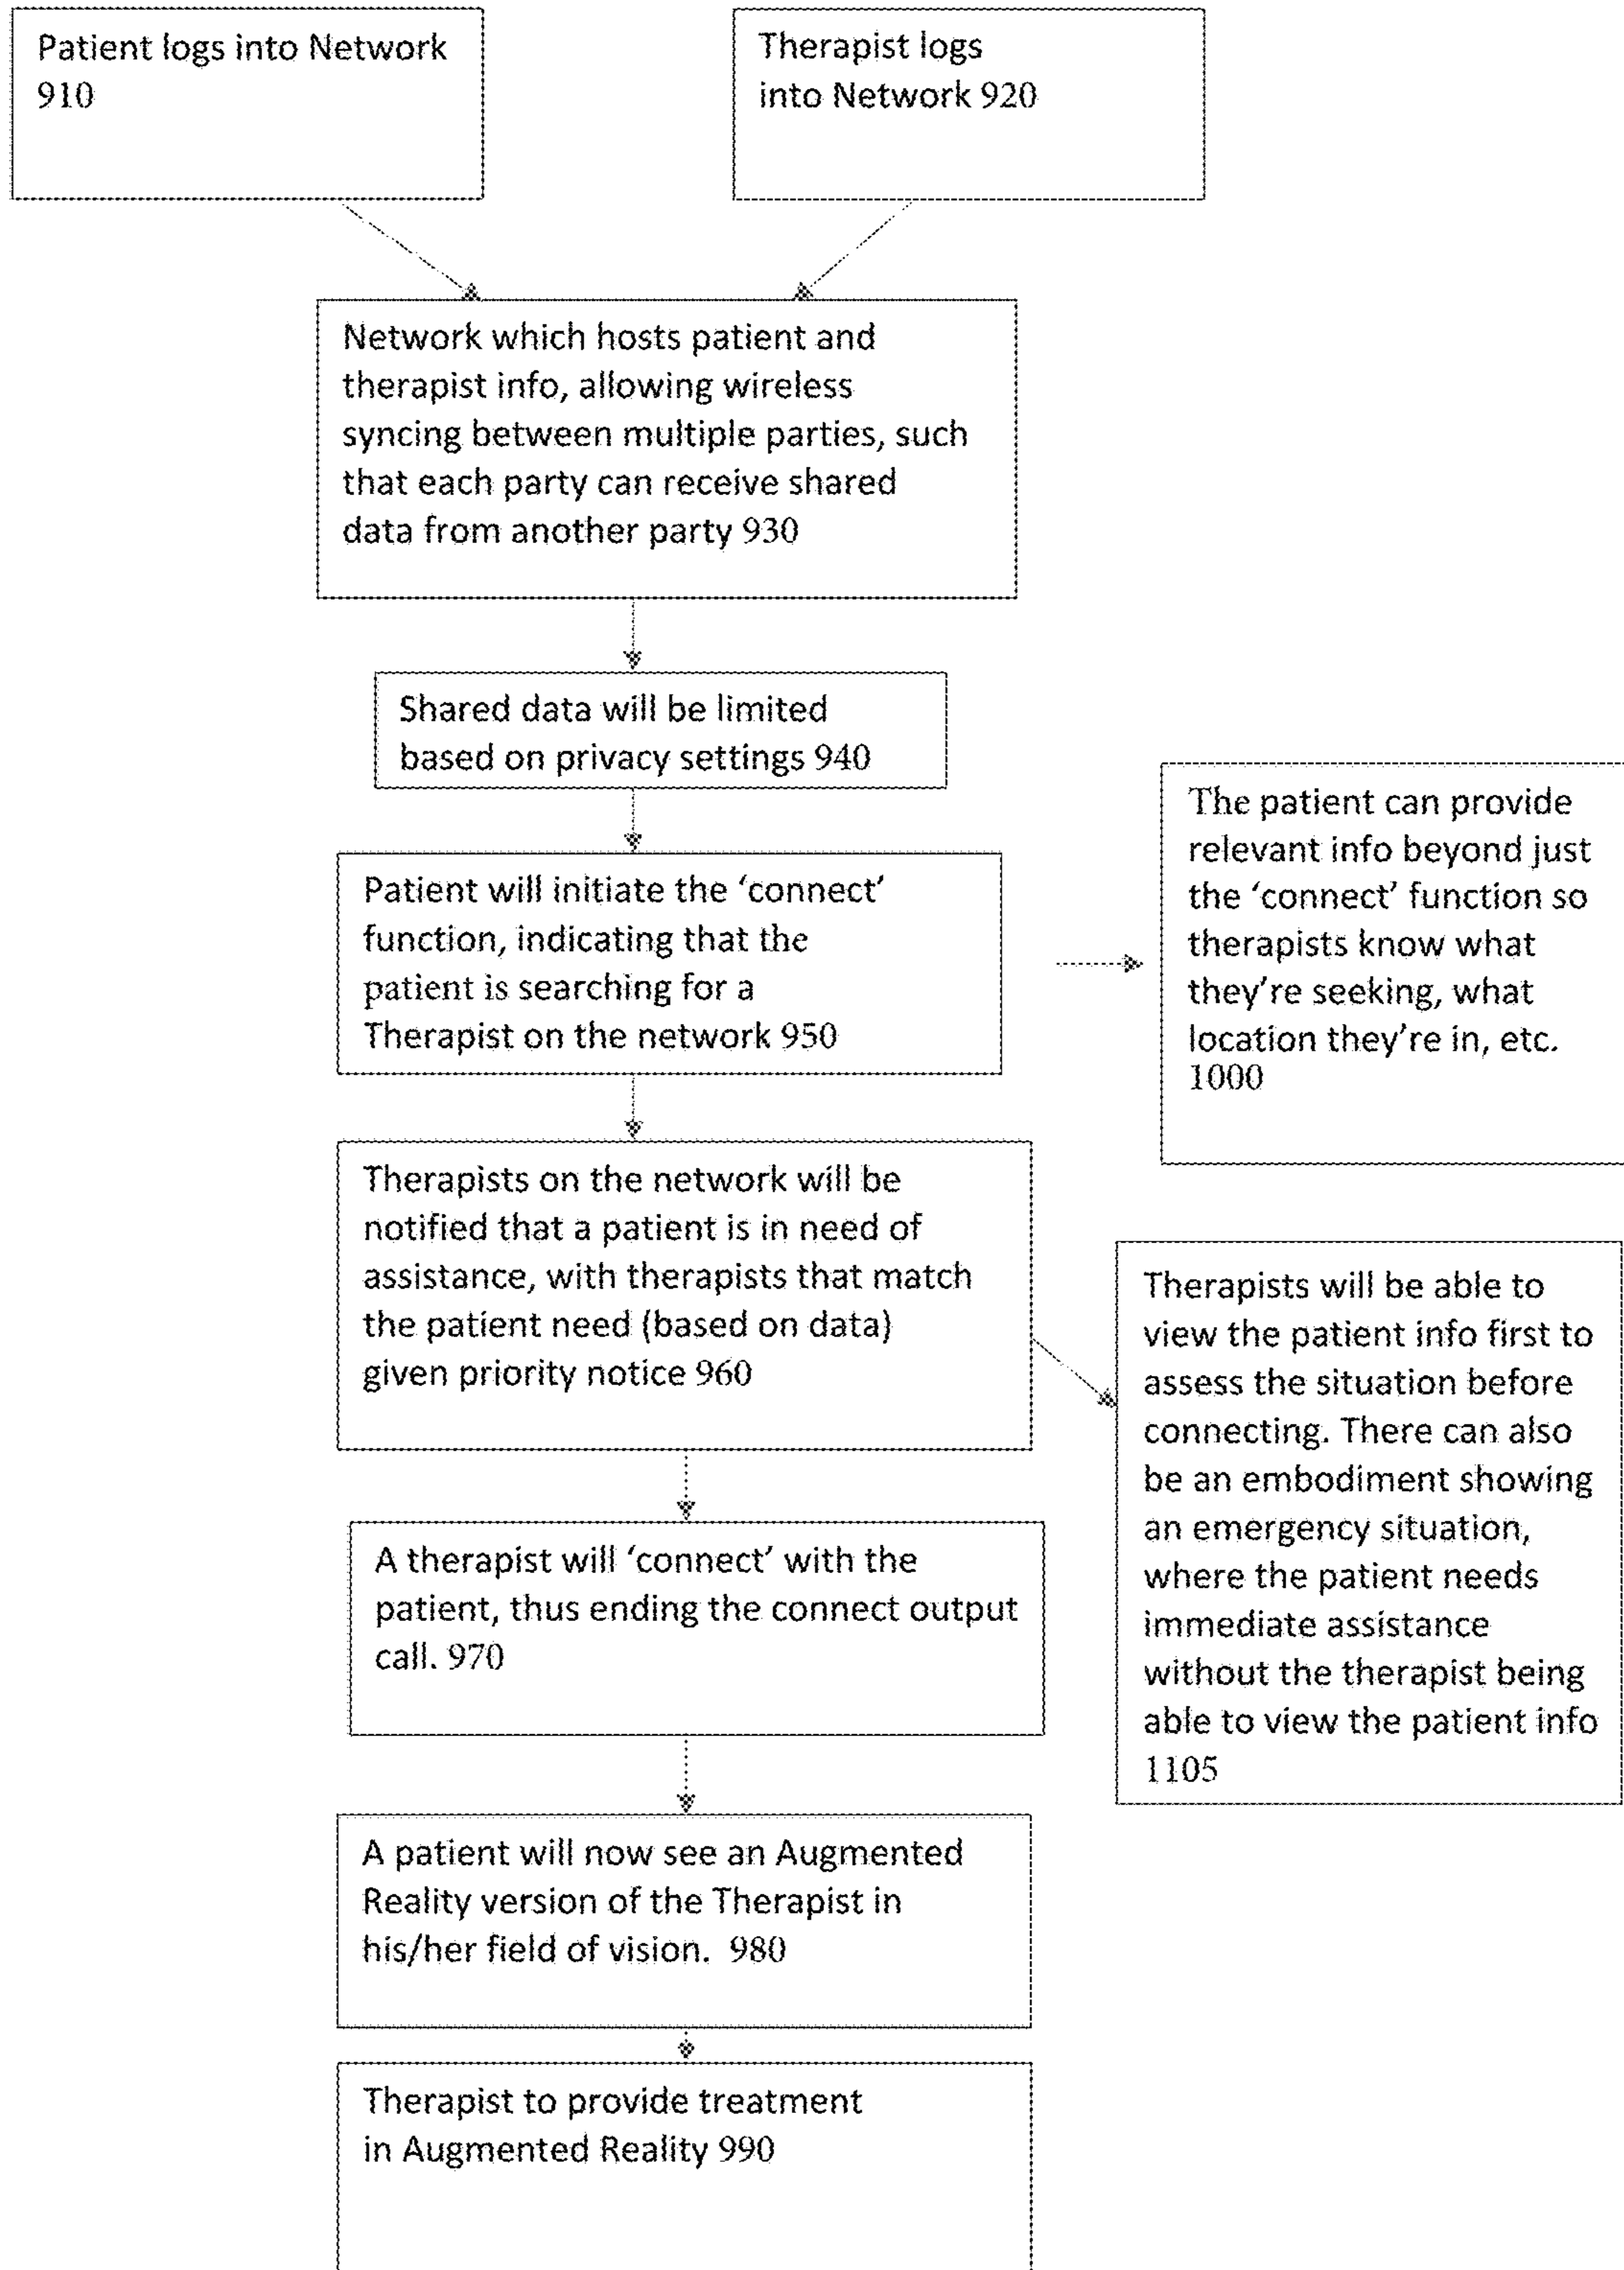 Patient logs into Network
910
Therapist logs
into Network 920
Network which hosts patient and
therapist info, allowing wireless
syncing between multiple parties, such
that each party can receive shared
data from another party 930
Shared data will be limited
based on privacy settings 940
Patient will initiate the ‘connect’
function, indicating that the
patient is searching for a
Therapist on the network 950
The patient can provide
relevant info beyond just
the ‘connect’ function so
therapists know what
they’re seeking, what
location they’re in, etc.
1000
Therapists on the network will be
notified that a patient is in need of
assistance, with therapists that match
the patient need (based on data)
given priority notice 960
Therapists will be able to
view the patient info first to
assess the situation before
connecting. There can also
be an embodiment showing
an emergency situation,
where the patient needs
immediate assistance
without the therapist being
able to view the patient info
1105
A therapist will ‘connect’ with the
patient, thus ending the connect output
call. 970
A patient will now see an Augmented
Reality version of the Therapist in
his/her field of vision. 980
Therapist to provide treatment
in Augmented Reality 990